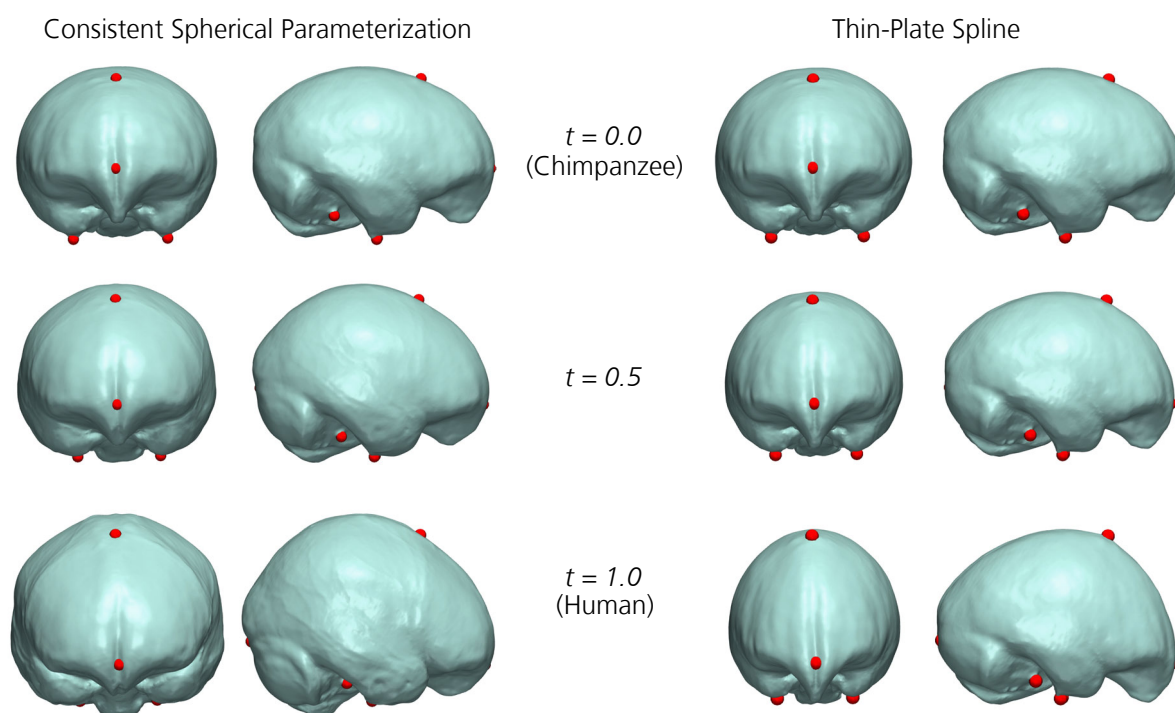 Consistent Spherical Parameterization
Thin-Plate Spline
t = 0.0
(Chimpanzee)
t = 0.5
t = 1.0
(Human)